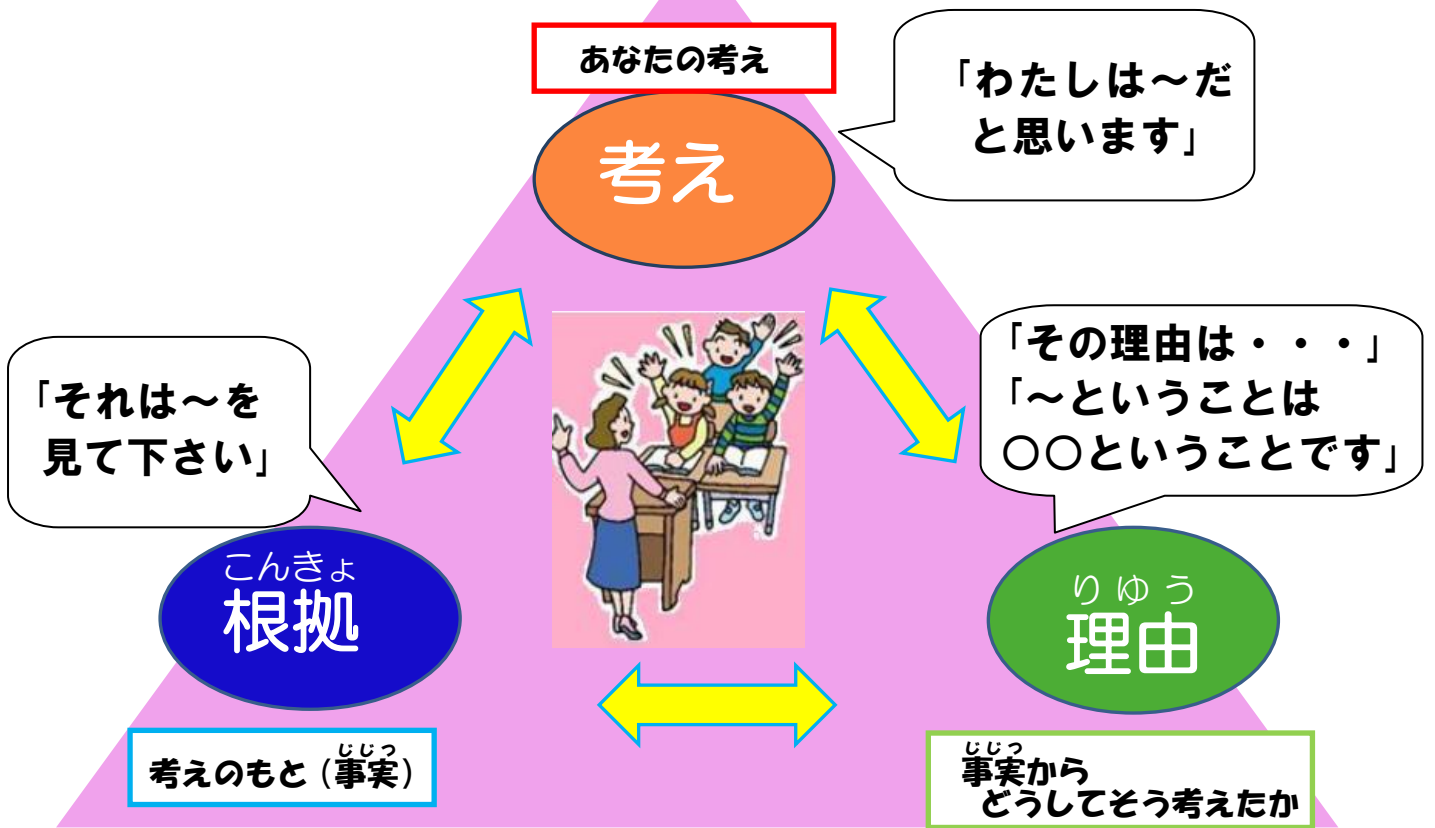 あなたの考え
考え
「わたしは～だ
と思います」
「それは～を
見て下さい」
「その理由は・・・」
「～ということは
○○ということです」
こんきょ
根拠
りゆう
理由
じじつ
考えのもと(事実)
じじつ
事実から
どうしてそう考えたか